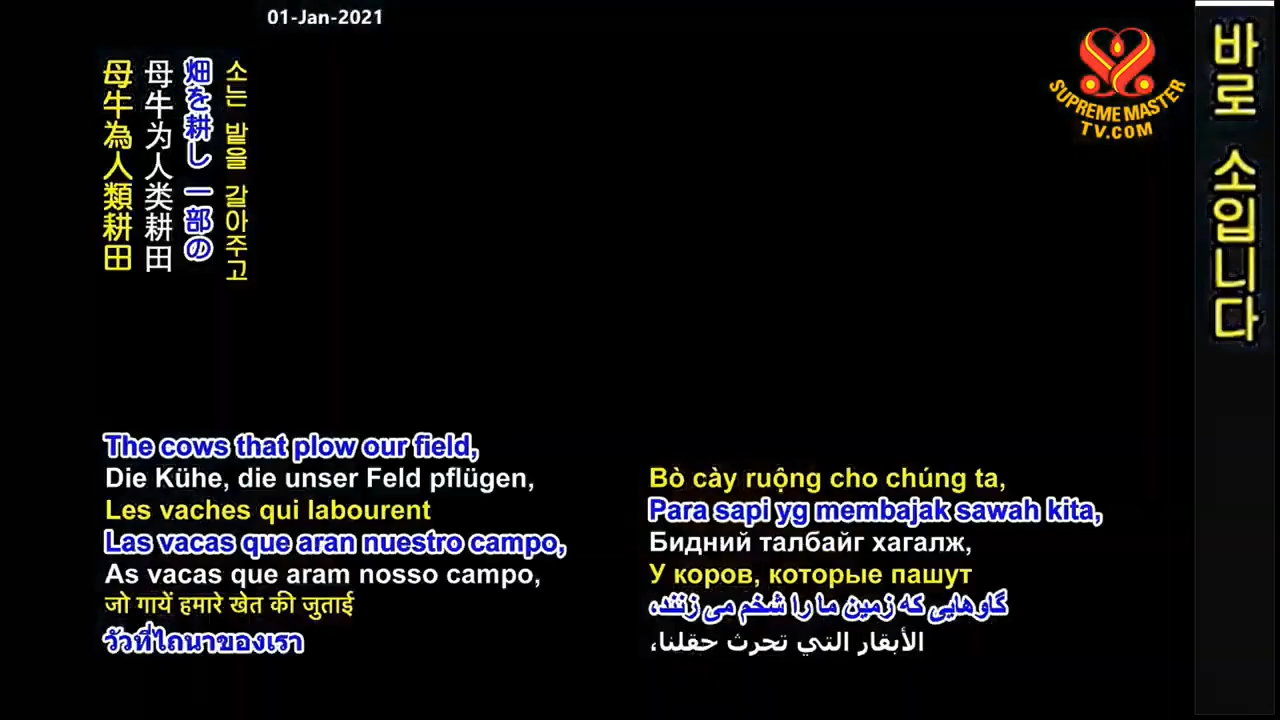 01-Jan-2021
SUPREME MASTER
TV.COM
바로 소입니다
소는 밭을 갈아주고
畑を耕し 一部の
母牛为人类耕田
母牛為人類耕田
The cows that plow our field,
Die Kühe, die unser Feld pflügen,
Les vaches qui labourent
Las vacas que aran nuestro campo,
As vacas que aram nosso campo,
जो गायें हमारे खेत की जुताई
วัวที่ไถนาของเรา
Bò cày ruộng cho chúng ta,
Para sapi yg membajak sawah kita,
Бидний талбайг хагалж,
У коров, которые пашут
گاوهایی که زمین ما را شخم می زنند،
الأبقار التي تحرث حقلنا،